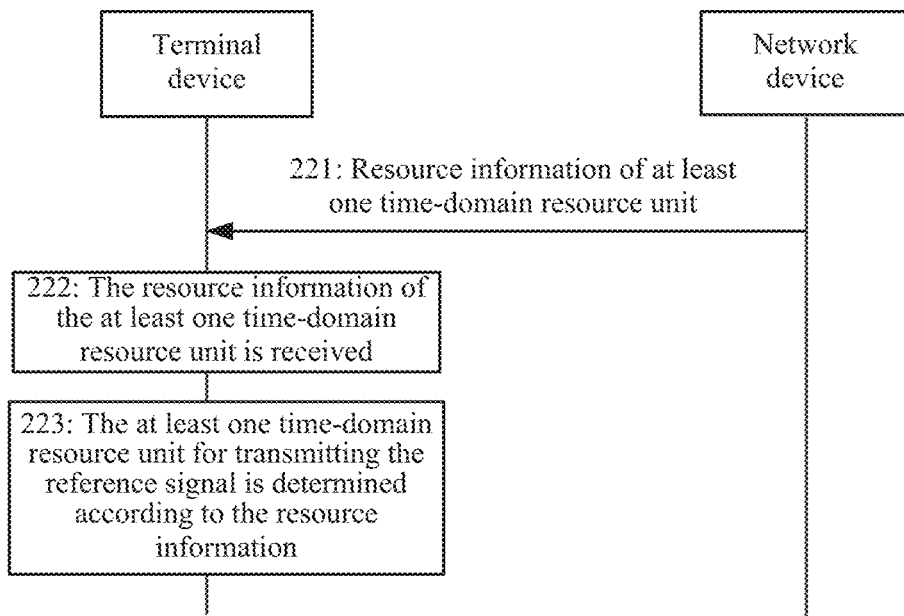 Terminal
device
Network
device
221: Resource information of at least
one time-domain resource unit
222: The resource information of
the at least one time-domain
resource unit is received
223: The at least one time-domain
resource unit for transmitting the
reference signal is determined
according to the resource
information